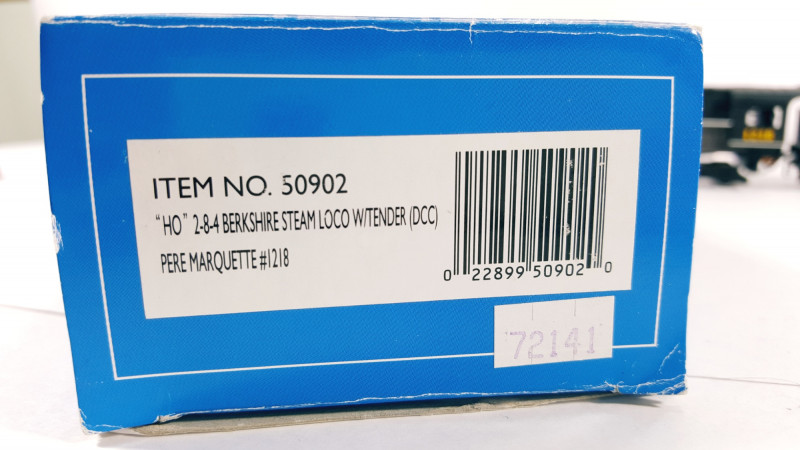 ITEM NO. 50902
"HO" 2-8-4 BERKSHIRE STEAM LOCO W/TENDER (DCC)
PERE MARQUETTE #1218
0 22899 50902 0
72141